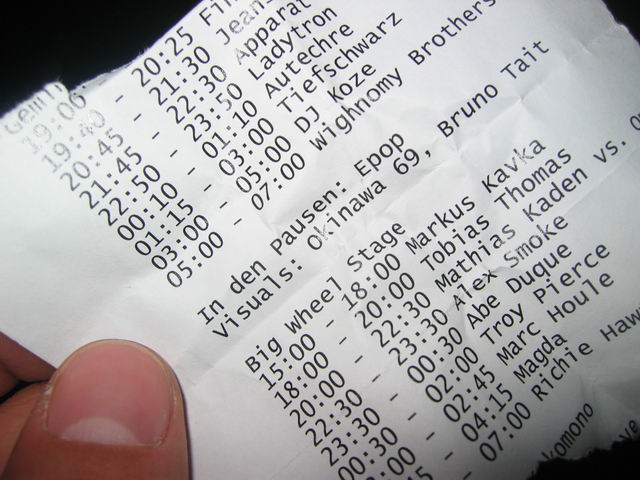 19:40 - 20:25
20:45 - 21:30 Jean
21:45 - 22:30 Apparat
22:50 - 23:50 Ladytron
00:10 - 01:10 Autechre
01:15 - 03:00 Tiefschwarz
03:00 - 05:00 DJ Koze
05:00 - 07:00 Wighnomy Brothers
In den Pausen: Epop
Visuals: Okinawa 69, Bruno Tait
Big Wheel Stage
15:00 - 18:00 Markus Kavka
18:00 - 20:00 Tobias Thomas
20:00 - 22:30 Mathias Kaden vs.
22:30 - 23:30 Alex Smoke
23:30 - 00:30 Abe Duque
00:30 - 02:00 Troy Pierce
:00 - 02:45 Marc Houle
- 04:15 Magda
- 07:00 Richie Haw
komono